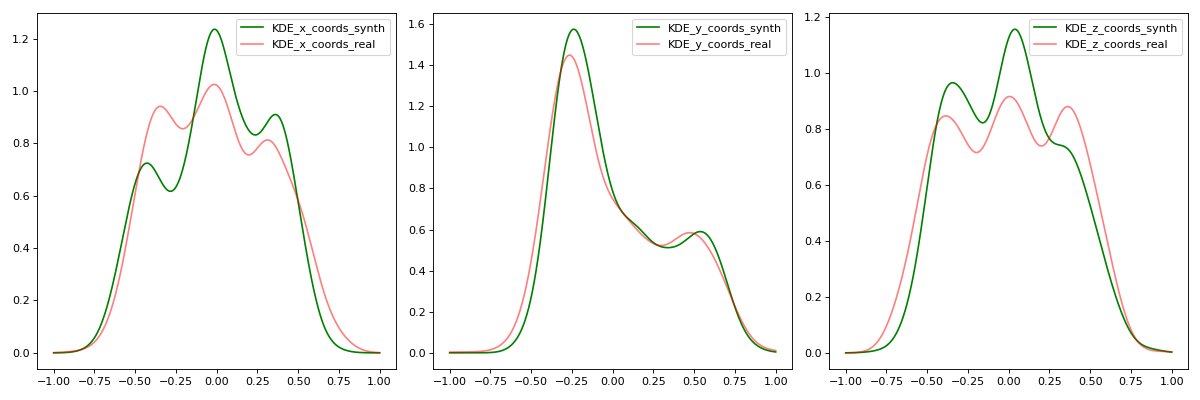 KDE_x_coords_synth
KDE_x_coords_real
1.2
1.0
0.8
0.6
0.4
0.2
0.0
−1.00 −0.75 −0.50 −0.25 0.00 0.25 0.50 0.75 1.00
KDE_y_coords_synth
KDE_y_coords_real
1.6
1.4
1.2
1.0
0.8
0.6
0.4
0.2
0.0
−1.00 −0.75 −0.50 −0.25 0.00 0.25 0.50 0.75 1.00
KDE_z_coords_synth
KDE_z_coords_real
1.2
1.0
0.8
0.6
0.4
0.2
0.0
−1.00 −0.75 −0.50 −0.25 0.00 0.25 0.50 0.75 1.00